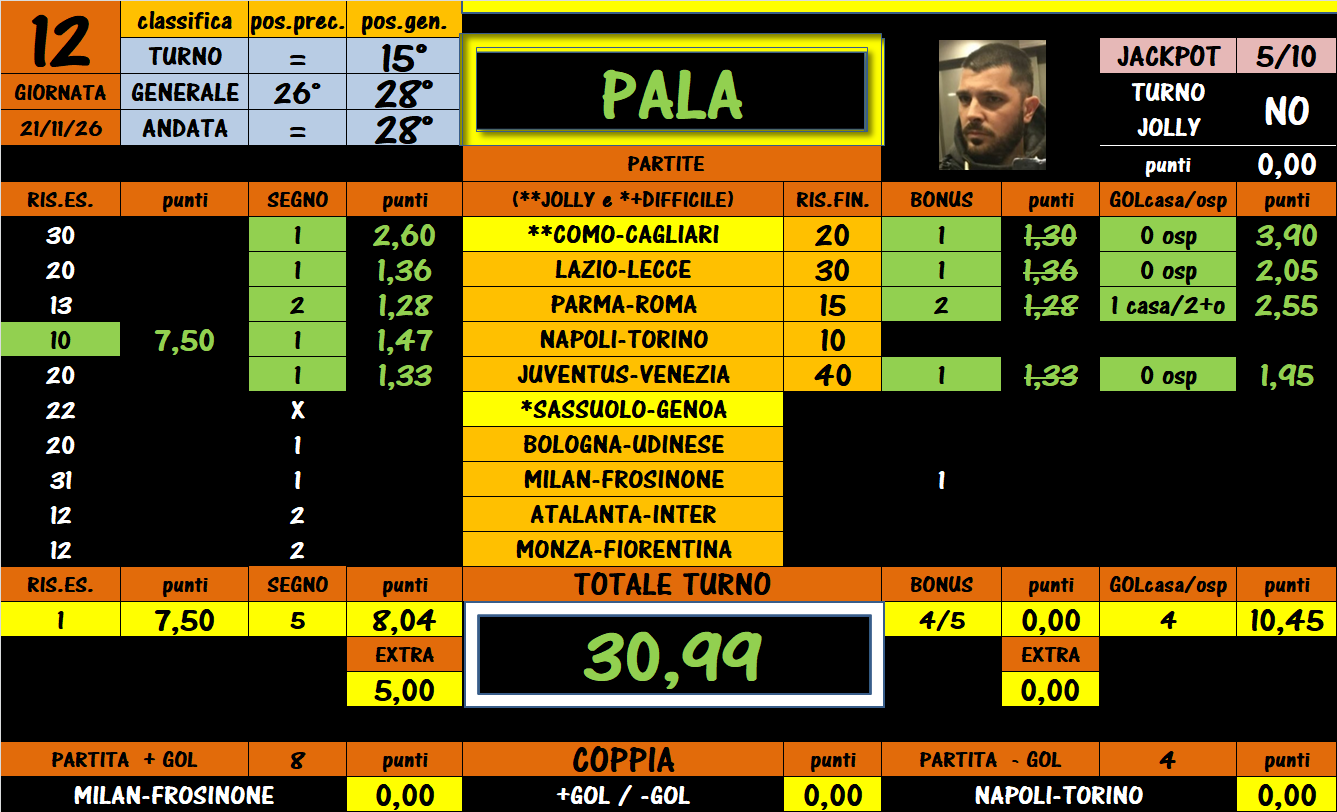 12 classifica pos.prec. pos.gen.
TURNO = 15°
PALA
JACKPOT 5/10
GIORNATA GENERALE 26° 28°
TURNO JOLLY NO
21/11/26 ANDATA = 28°
PARTITE punti 0,00
RIS.ES. punti SEGNO punti (**JOLLY e *+DIFFICILE) RIS.FIN. BONUS punti GOLcasa/osp punti
30 1 2,60 **COMO-CAGLIARI 20 1 1,30 0 osp 3,90
20 1 1,36 LAZIO-LECCE 30 1 1,36 0 osp 2,05
13 2 1,28 PARMA-ROMA 15 2 1,28 1 casa/2+o 2,55
10 7,50 1 1,47 NAPOLI-TORINO 10
20 1 1,33 JUVENTUS-VENEZIA 40 1 1,33 0 osp 1,95
22 X *SASSUOLO-GENOA
20 1 BOLOGNA-UDINESE
31 1 MILAN-FROSINONE 1
12 2 ATALANTA-INTER
12 2 MONZA-FIORENTINA
RIS.ES. punti SEGNO punti TOTALE TURNO BONUS punti GOLcasa/osp punti
1 7,50 5 8,04 30,99 4/5 0,00 4 10,45
EXTRA EXTRA
5,00 0,00
PARTITA + GOL 8 punti COPPIA punti PARTITA - GOL 4 punti
MILAN-FROSINONE 0,00 +GOL / -GOL 0,00 NAPOLI-TORINO 0,00